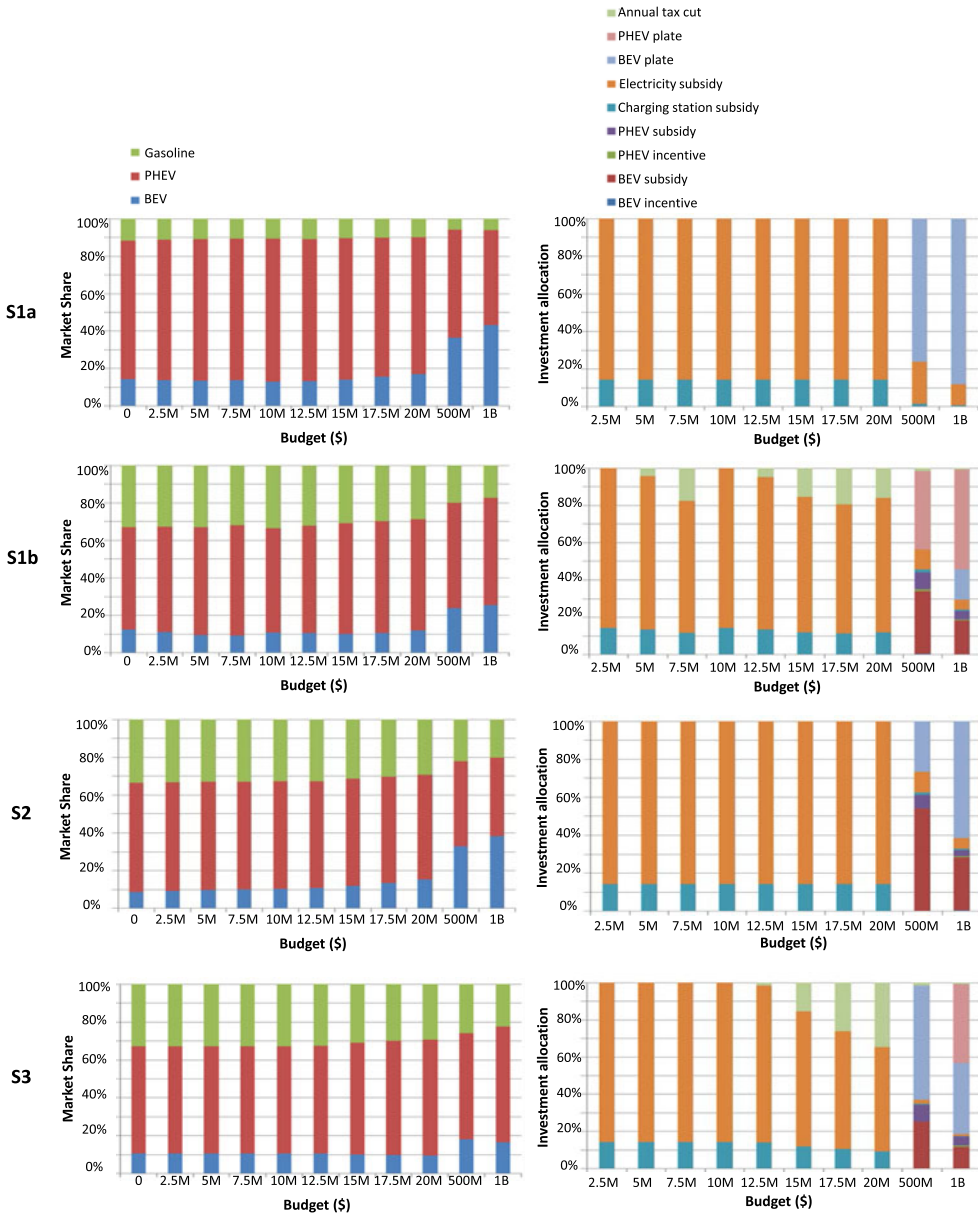 Annual tax cut
PHEV plate
BEV plate
Electricity subsidy
Charging station subsidy
PHEV subsidy
PHEV incentive
BEV subsidy
BEV incentive
Gasoline
PHEV
BEV
S1a
Market Share
100%
80%
60%
40%
20%
0%
0 2.5M 5M 7.5M 10M 12.5M 15M 17.5M 20M 500M 1B
Budget ($)
Investment allocation
100%
80%
60%
40%
20%
0%
2.5M 5M 7.5M 10M 12.5M 15M 17.5M 20M 500M 1B
Budget ($)
S1b
Market Share
100%
80%
60%
40%
20%
0%
0 2.5M 5M 7.5M 10M 12.5M 15M 17.5M 20M 500M 1B
Budget ($)
Investment allocation
100%
80%
60%
40%
20%
0%
2.5M 5M 7.5M 10M 12.5M 15M 17.5M 20M 500M 1B
Budget ($)
S2
Market Share
100%
80%
60%
40%
20%
0%
0 2.5M 5M 7.5M 10M 12.5M 15M 17.5M 20M 500M 1B
Budget ($)
Investment allocation
100%
80%
60%
40%
20%
0%
2.5M 5M 7.5M 10M 12.5M 15M 17.5M 20M 500M 1B
Budget ($)
S3
Market Share
100%
80%
60%
40%
20%
0%
0 2.5M 5M 7.5M 10M 12.5M 15M 17.5M 20M 500M 1B
Budget ($)
Investment allocation
100%
80%
60%
40%
20%
0%
2.5M 5M 7.5M 10M 12.5M 15M 17.5M 20M 500M 1B
Budget ($)